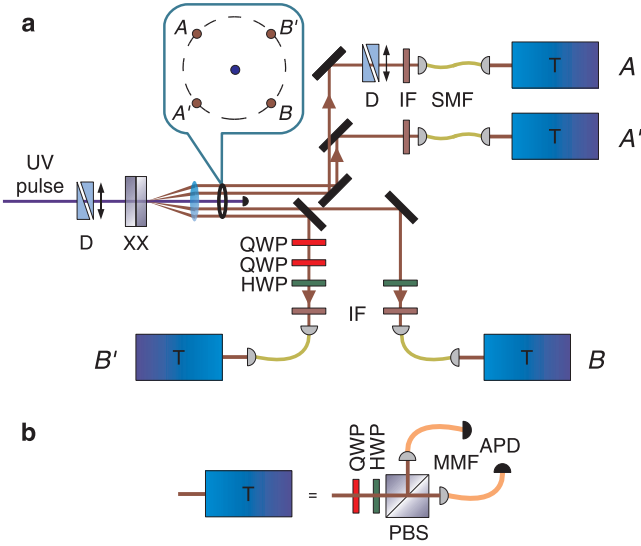 a
A
B'
A'
B
UV
pulse
D
XX
D
IF
SMF
T
A
T
A'
QWP
QWP
HWP
IF
B'
T
T
B
b
T
=
QWP
HWP
MMF
APD
PBS